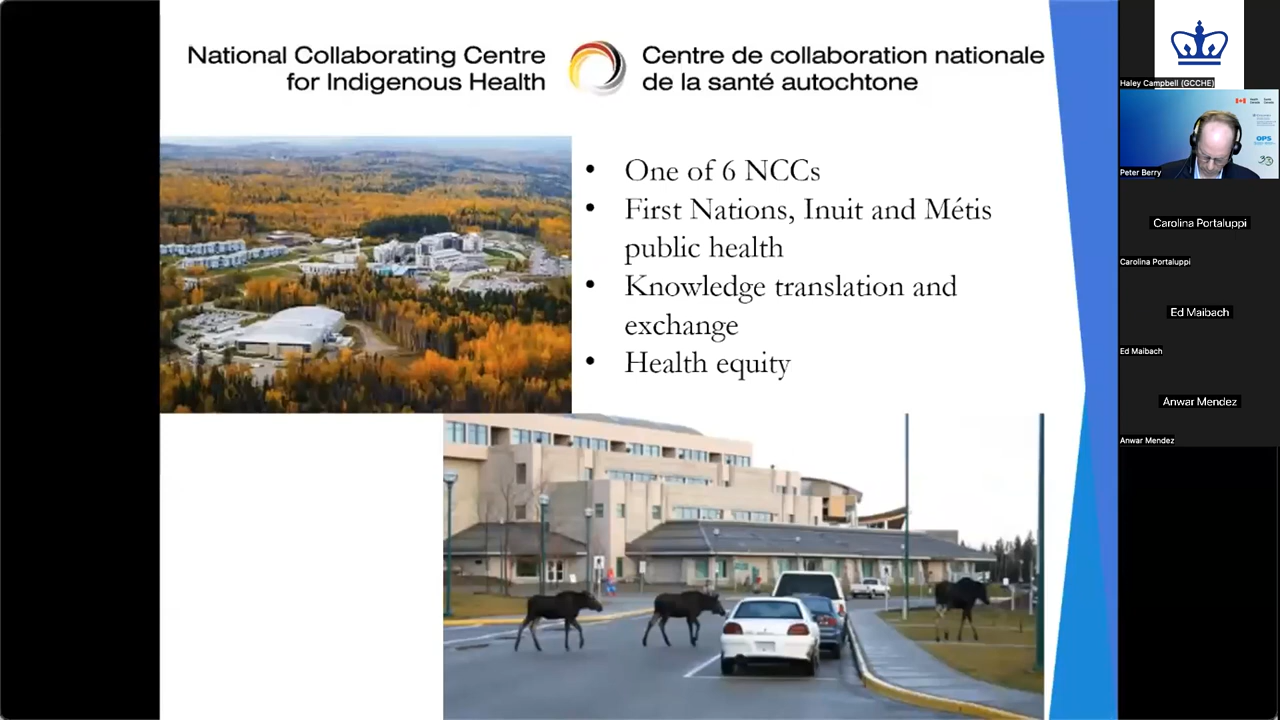 National Collaborating Centre
for Indigenous Health
Centre de collaboration nationale
de la santé autochtone
• One of 6 NCCs
• First Nations, Inuit and Métis
public health
• Knowledge translation and
exchange
• Health equity
Haley Campbell (GCCHE)
OPS
Peter Berry
Carolina Portaluppi
Carolina Portaluppi
Ed Maibach
Ed Maibach
Anwar Mendez
Anwar Mendez